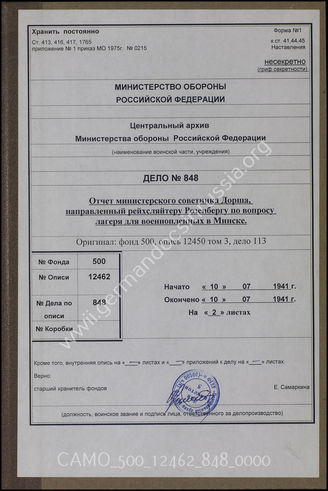 Хранить постоянно
Форма №1
Ст 413, 416, 417, 1765
к ст. 41.44.45
приложение № 1 приказ МО 1975г. № 0215
Наставления
несекретно
(гриф секретности)
МИНИСТЕРСТВО ОБОРОНЫ
РОССИЙСКОЙ ФЕДЕРАЦИИ
Центральный архив
Министерства обороны Российской Федерации
(наименование воинской части, учреждения)
ДЕЛО № 848
Отчет министерского советника Дорша,
направленный рейхсляйтеру Розенбергу по вопросу
лагеря для военнопленных в Минске.
Оригинал: фонд 500, опись 12450 том 3, дело 113
№ Фонда 500
№ Описи 12462
№ Дела по описи 848
№ Коробки
Начато « 10 » 07 1941 г.
Окончено « 10 » 07 1941 г.
На « 2 » листах
Кроме того, внутренняя опись на «—» листах и «—» приложений к делу на «—» листах
Верно:
старший хранитель фондов Е. Самаркина
(должность, воинское звание и подпись лица, ответственного за делопроизводство)
www.germandocsinrussia.org
CAMO_500_12462_848_0000